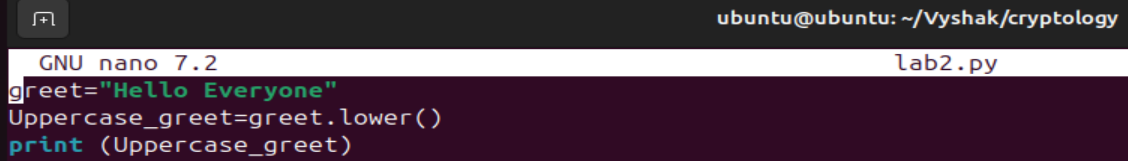 ubuntu@ubuntu: ~/Vyshak/cryptology
GNU nano 7.2 lab2.py
greet="Hello Everyone"
Uppercase_greet=greet.lower()
print (Uppercase_greet)